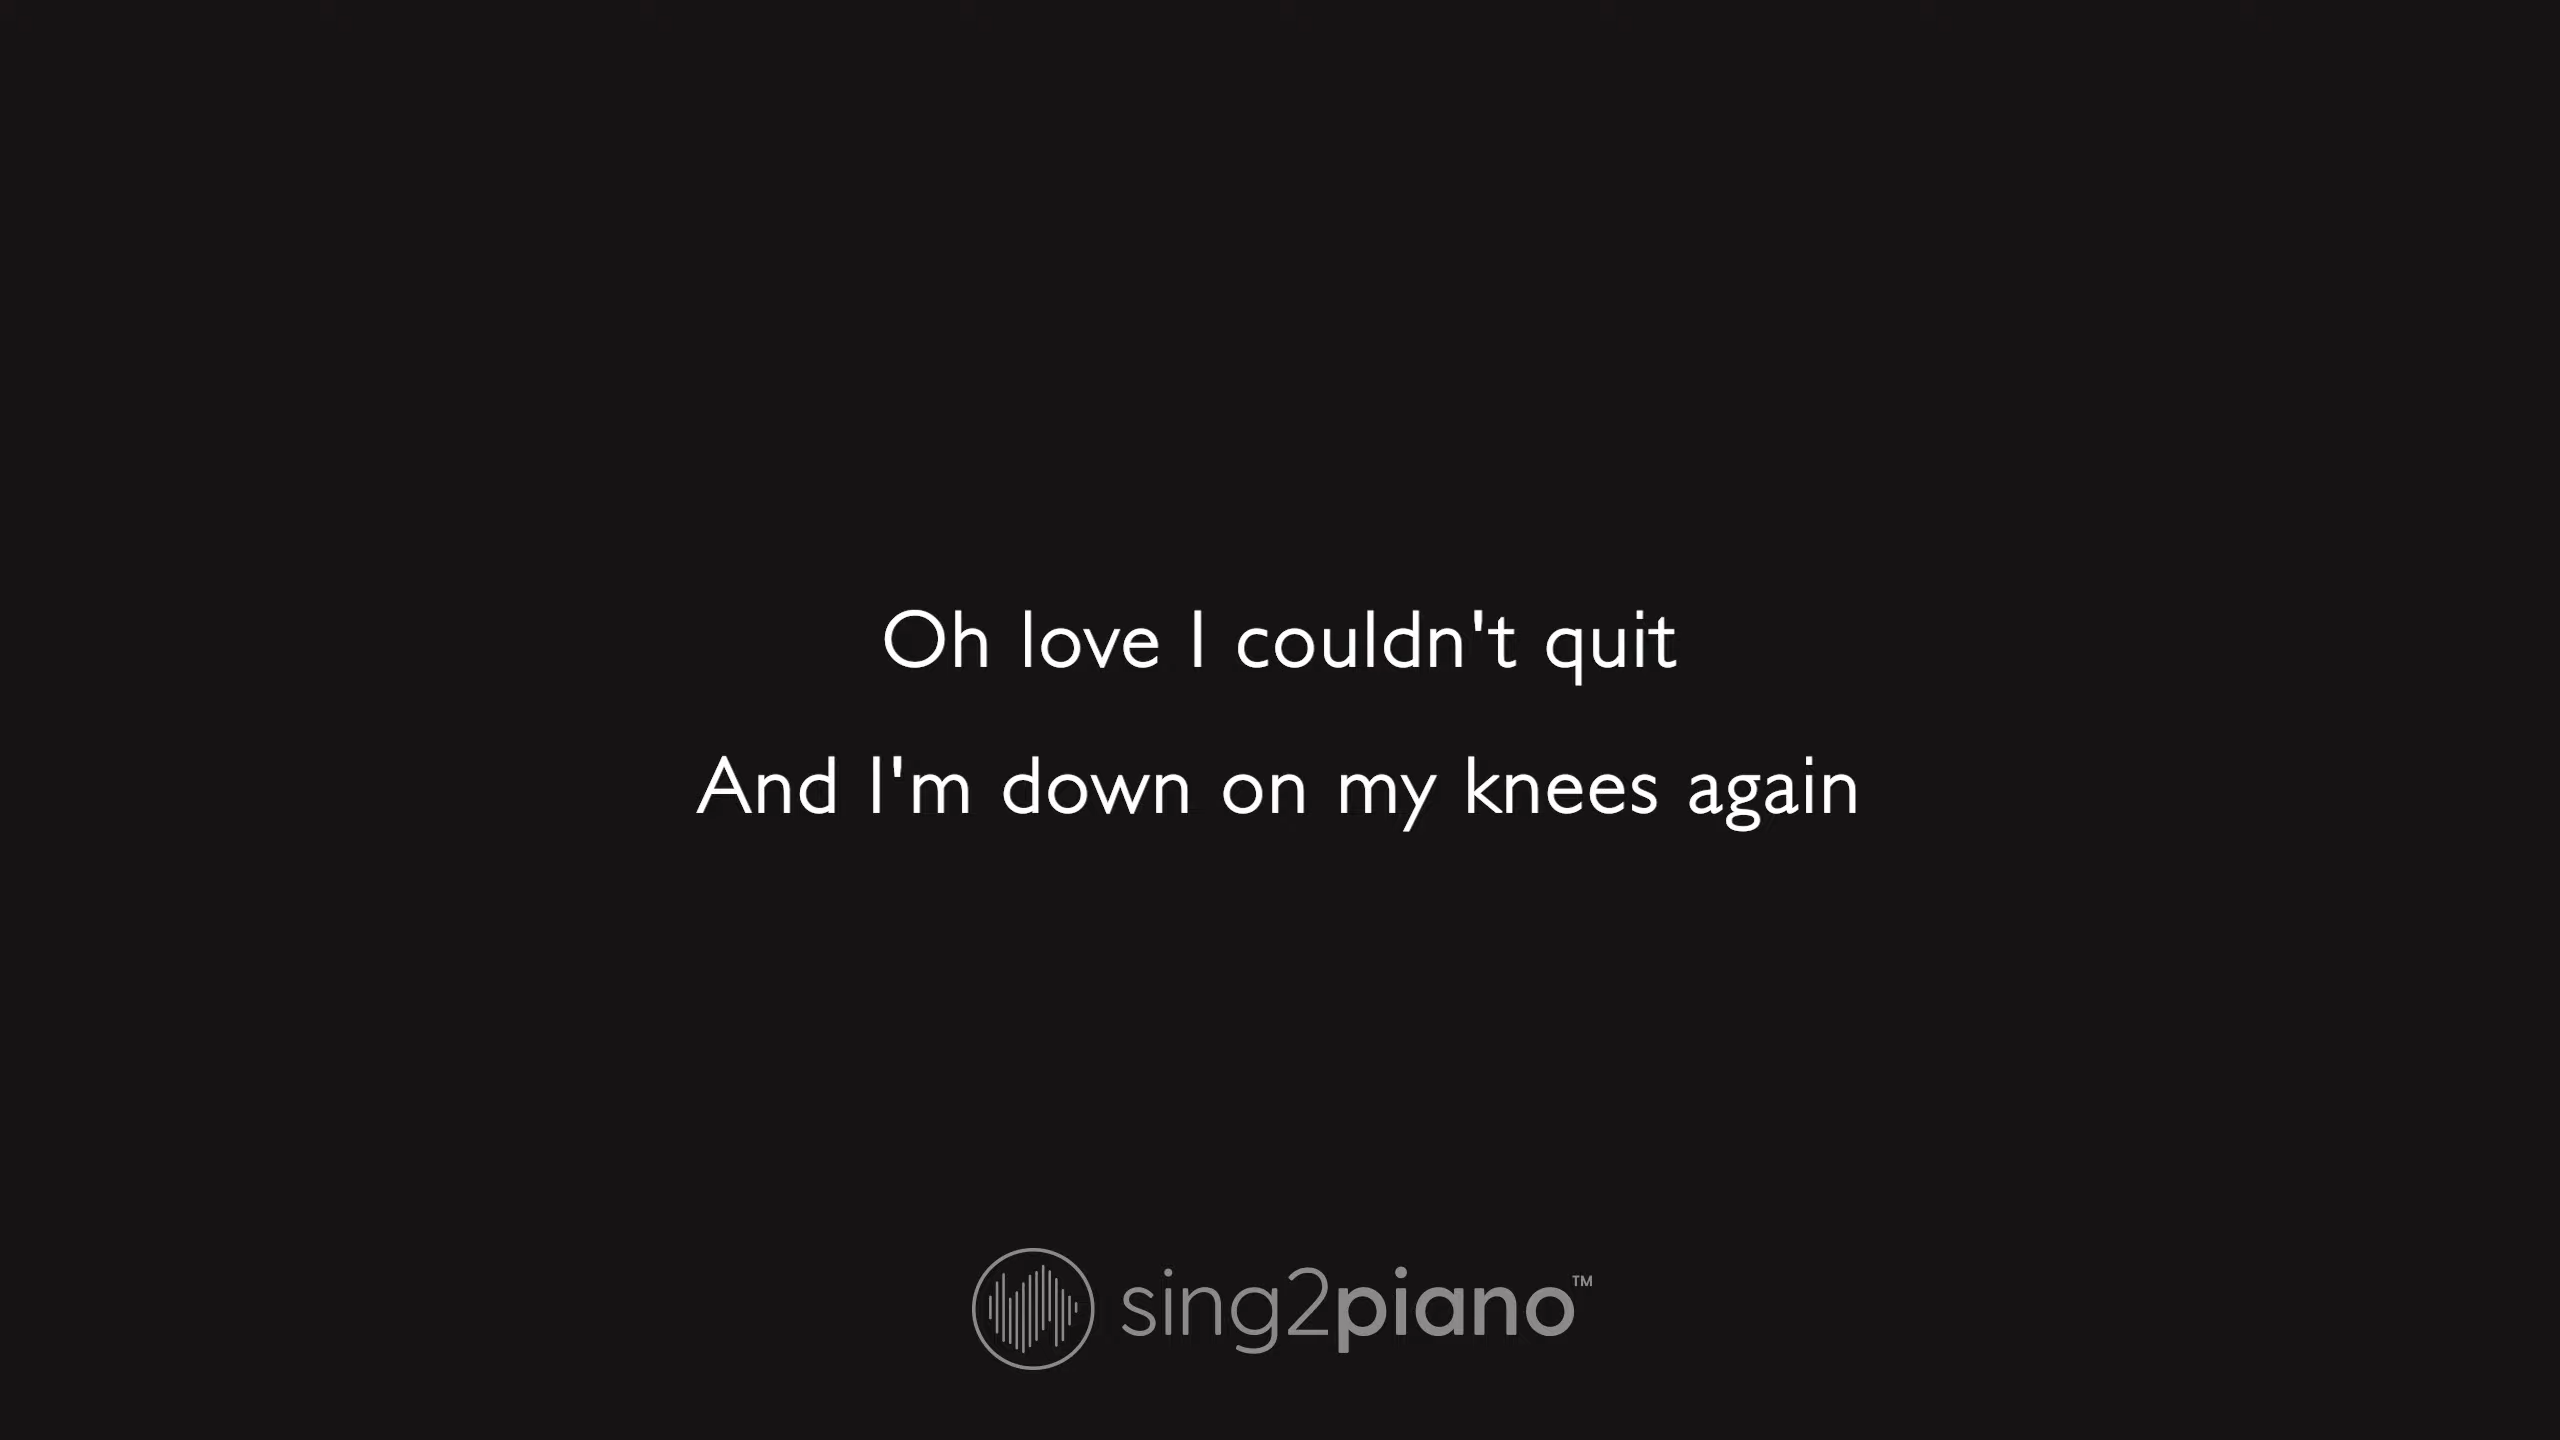 Oh love I couldn't quit
And I'm down on my knees again
sing2piano™